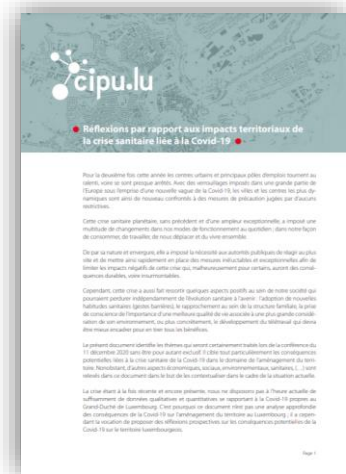 cipu.lu
Réflexions par rapport aux impacts territoriaux de
la crise sanitaire liée à la Covid-19
Pour la deuxième fois cette année les centres urbains et principaux pôles d'emploi tournent au
ralenti, voire se sont presque arrêtés. Avec des verrouillages imposés dans une grande partie de
l'Europe sous l'emprise d'une nouvelle vague de la Covid-19, les villes et les centres les plus dy-
namiques sont ainsi de nouveau confrontés à des mesures de précaution jugées par d'aucuns
restrictives.
Cette crise sanitaire planétaire, sans précédent et d'une ampleur exceptionnelle, a imposé une
multitude de changements dans nos modes de fonctionnement au quotidien : dans notre façon
de consommer, de travailler, de nous déplacer et du vivre ensemble.
De par sa nature et envergure, elle a imposé la nécessité aux autorités publiques de réagir au plus
vite et de mettre ainsi rapidement en place des mesures inéluctables et exceptionnelles afin de
limiter les impacts négatifs de cette crise qui, malheureusement pour certains, auront des consé-
quences durables, voire insurmontables.
Cependant, cette crise a aussi fait ressortir quelques aspects positifs au sein de notre société qui
pourraient perdurer indépendamment de l'évolution sanitaire à l'avenir : l'adoption de nouvelles
habitudes sanitaires (gestes barrières), le rapprochement au sein de la structure familiale, la prise
de conscience de l'importance d'une meilleure qualité de vie associée à une plus grande considé-
ration de son environnement, ou plus concrètement, le développement du télétravail qui devra
être mieux encadrer pour en tirer tous les bénéfices.
Le présent document identifie les thèmes qui seront certainement traités lors de la conférence du
11 décembre 2020 sans être pour autant exclusif. Il cible tout particulièrement les conséquences
potentielles liées à la crise sanitaire de la Covid-19 dans le domaine de l'aménagement du terri-
toire. Nonobstant, d'autres aspects économiques, sociaux, environnementaux, sanitaires, (...) sont
relevés dans ce document dans le but de les contextualiser dans le cadre de la situation actuelle.
La crise étant à la fois récente et encore présente, nous ne disposons pas à l'heure actuelle de
suffisamment de données qualitatives et quantitatives se rapportant à la Covid-19 propres au
Grand-Duché de Luxembourg. C'est pourquoi ce document n'est pas une analyse approfondie
des conséquences de la Covid-19 sur l'aménagement du territoire au Luxembourg ; il a cepen-
dant la vocation de proposer des réflexions prospectives sur les conséquences potentielles de la
Covid-19 sur le territoire luxembourgeois.
Page 1